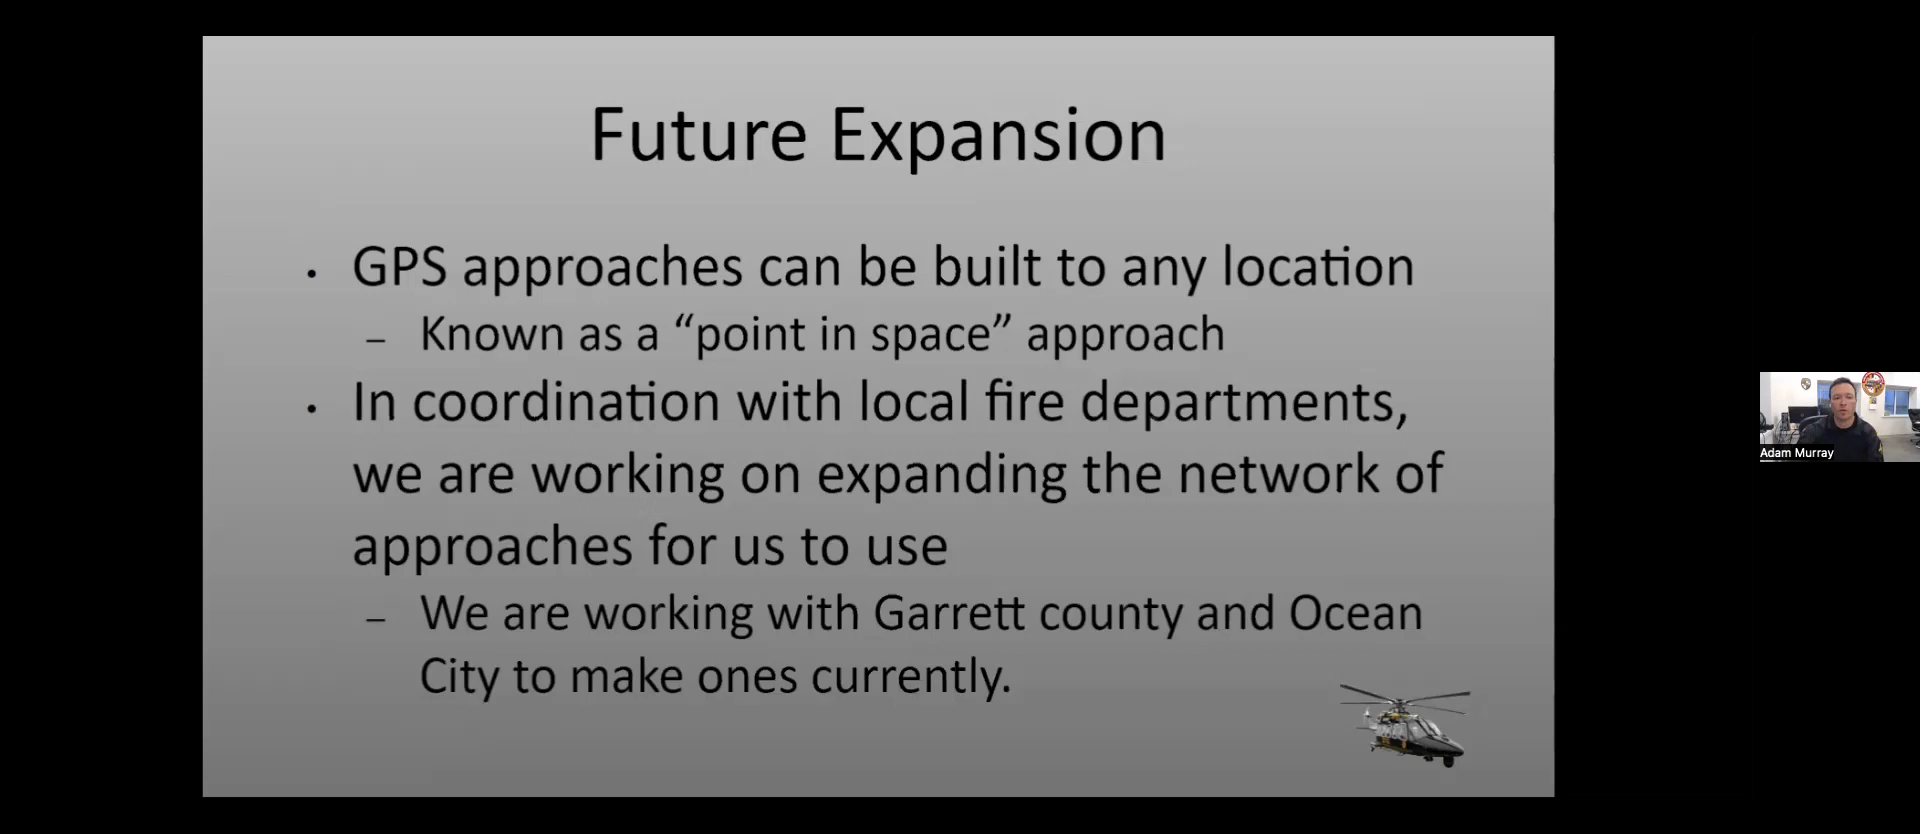 Future Expansion
• GPS approaches can be built to any location
– Known as a “point in space” approach
• In coordination with local fire departments,
we are working on expanding the network of
approaches for us to use
– We are working with Garrett county and Ocean
City to make ones currently.
Adam Murray